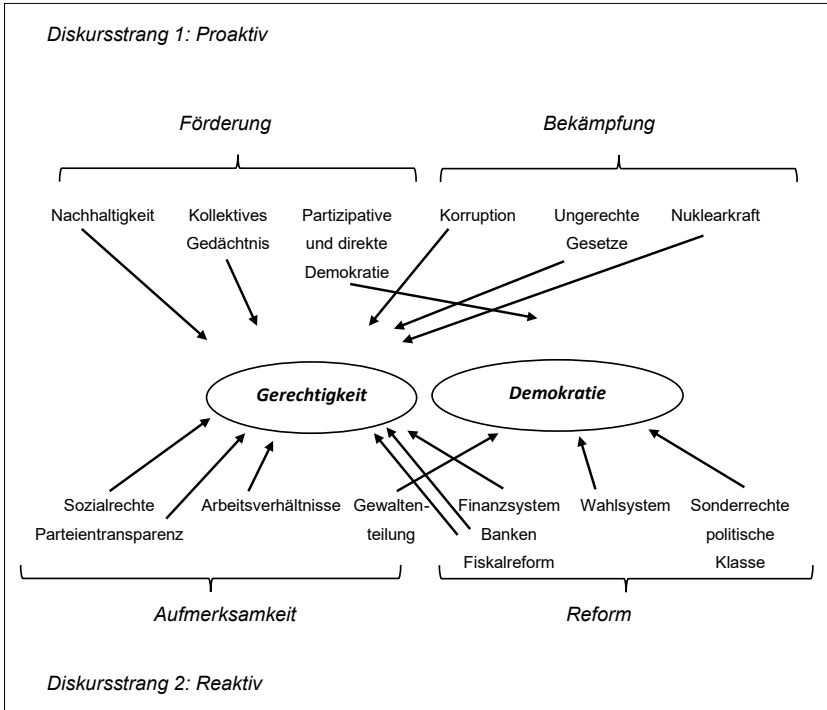 Diskursstrang 1: Proaktiv
Förderung Bekämpfung
Nachhaltigkeit Kollektives Partizipative Korruption Ungerechte Nuklearkraft
Gedächtnis und direkte Gesetze
Demokratie
Gerechtigkeit Demokratie
Sozialrechte Arbeitsverhältnisse Gewalten- Finanzsystem Wahlsystem Sonderrechte
Parteientransparenz teilung Banken politische
Fiskalreform Klasse
Aufmerksamkeit Reform
Diskursstrang 2: Reaktiv